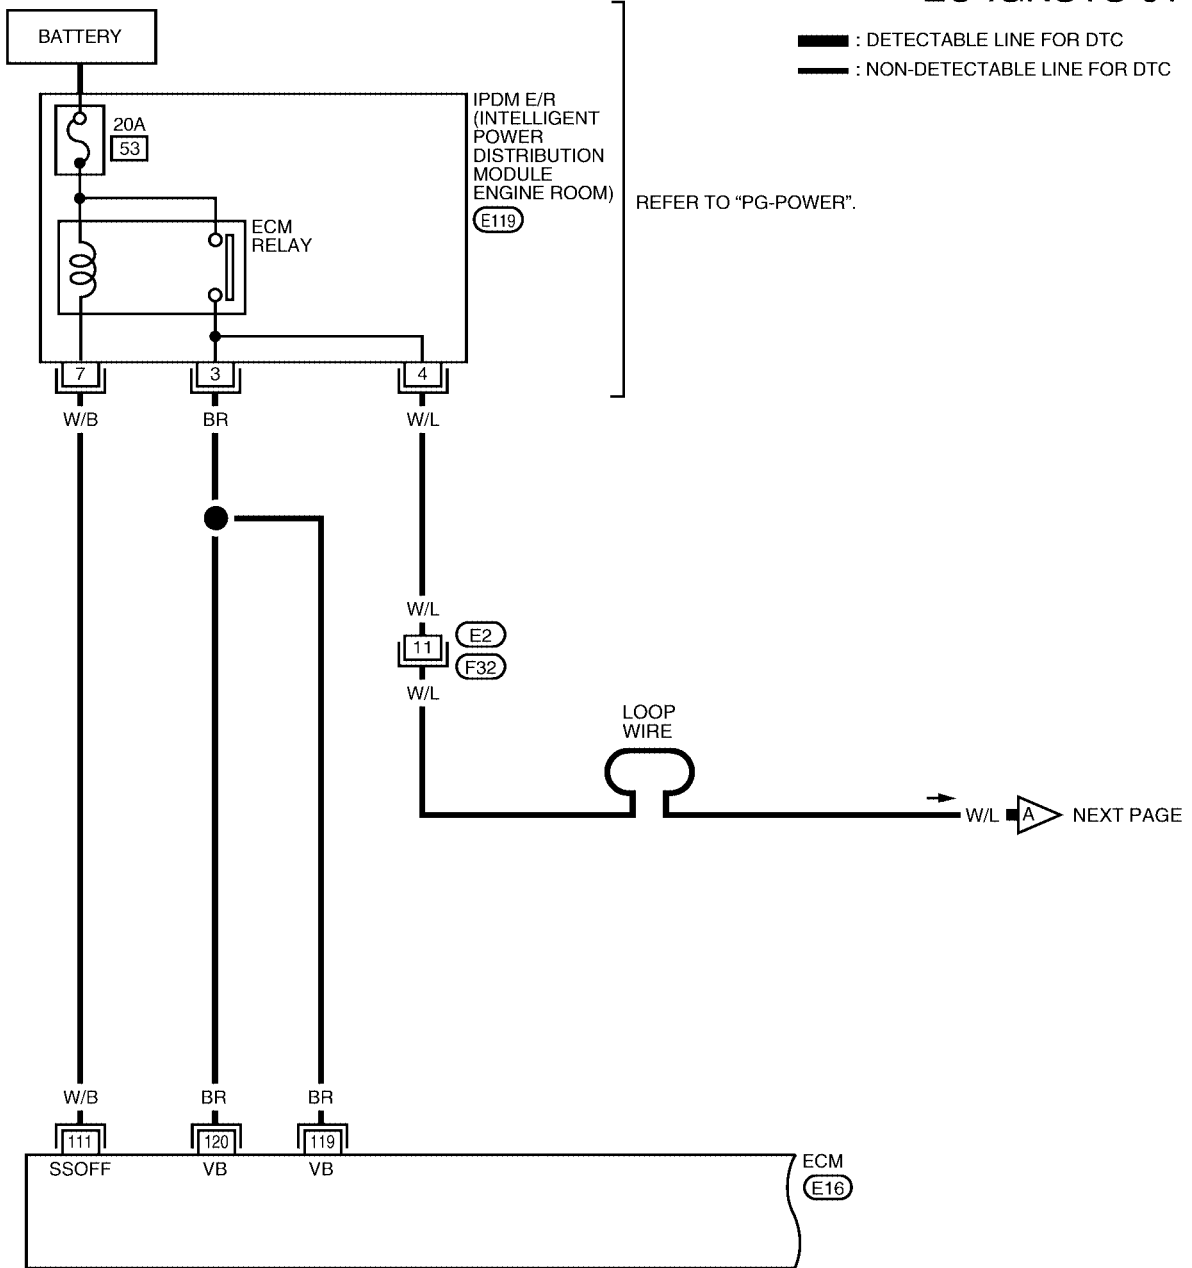 BATTERY
: DETECTABLE LINE FOR DTC
: NON-DETECTABLE LINE FOR DTC
20A
53
IPDM E/R
(INTELLIGENT
POWER
DISTRIBUTION
MODULE
ENGINE ROOM)
E119
REFER TO “PG-POWER”.
ECM
RELAY
7
3
4
W/B
BR
W/L
W/L
11
E2
F32
W/L
LOOP
WIRE
W/L
A
NEXT PAGE
W/B
BR
BR
111
120
119
SSOFF
VB
VB
ECM
E16